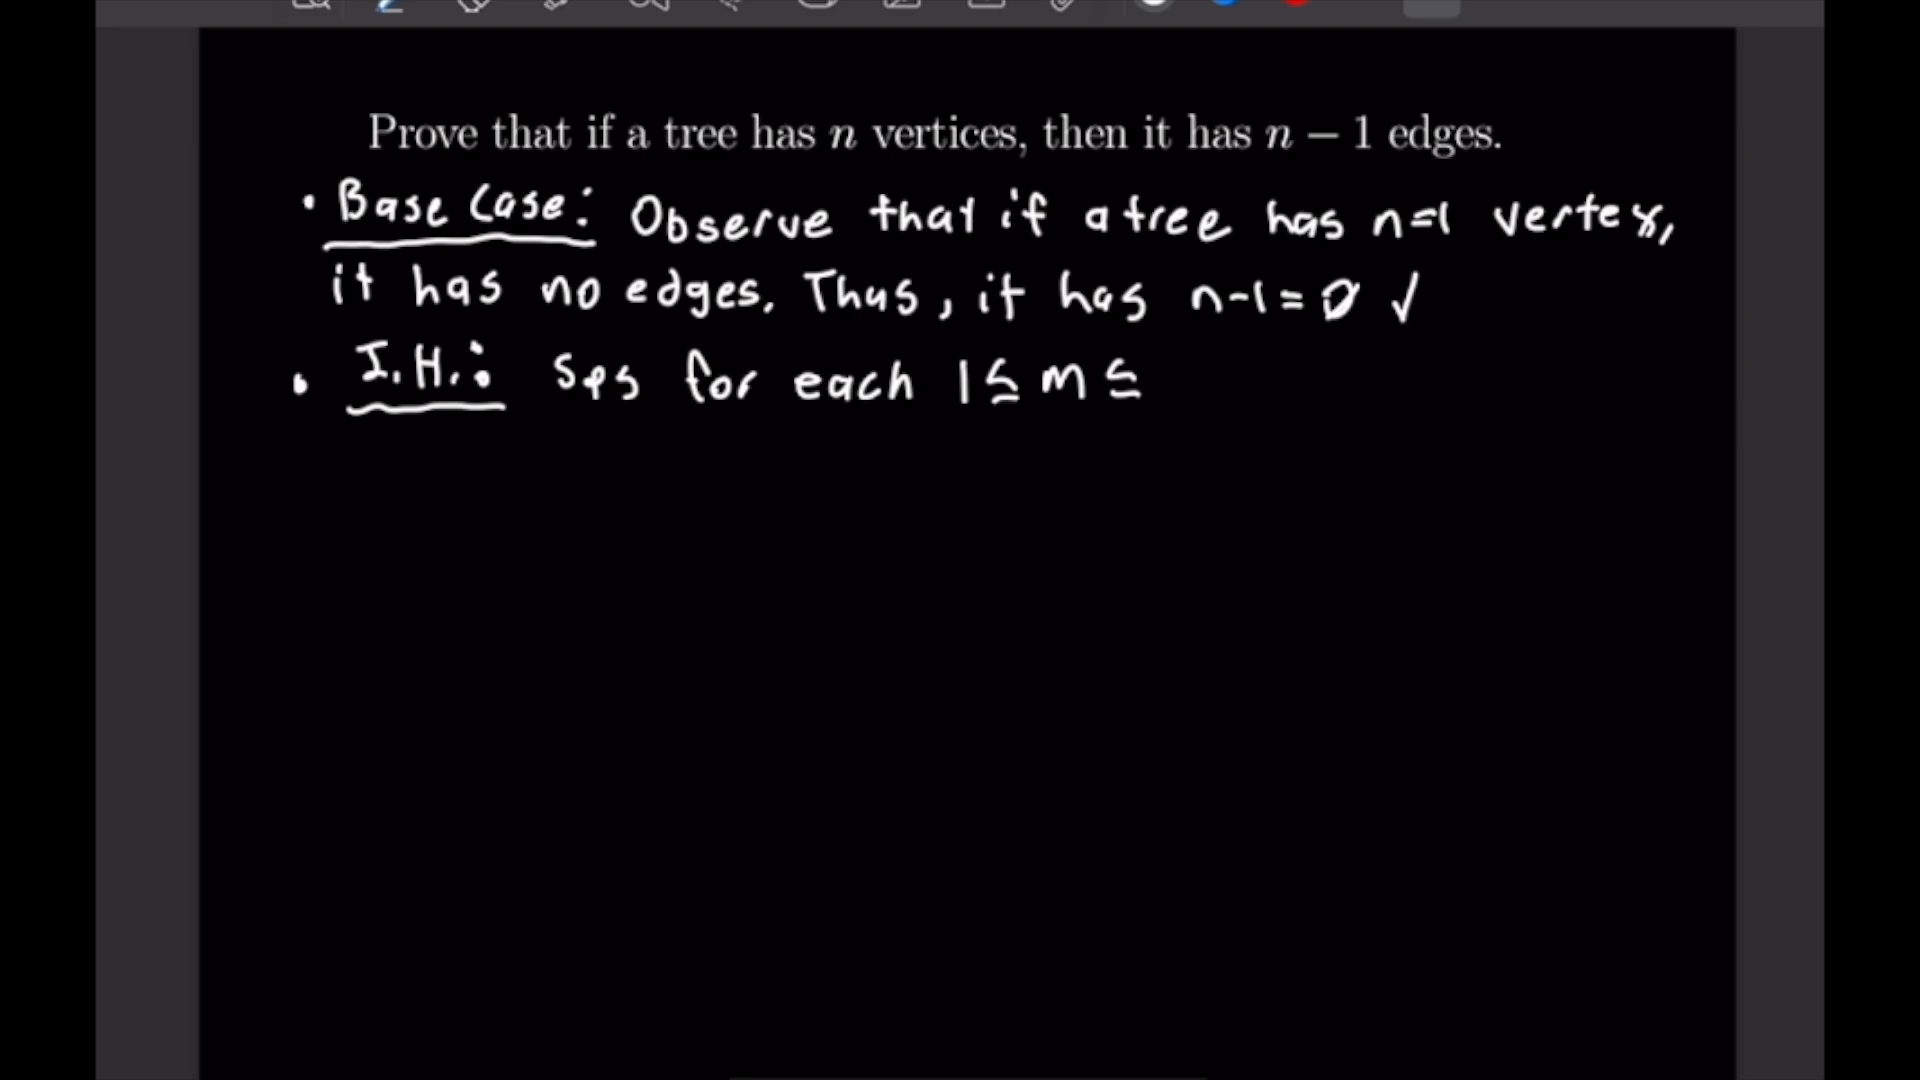 Prove that if a tree has n vertices, then it has n − 1 edges.
• Base Case: Observe that if a tree has n=1 vertex,
it has no edges. Thus, it has n-1=0 ✓
• I.H.: Sps for each 1 ≤ m ≤